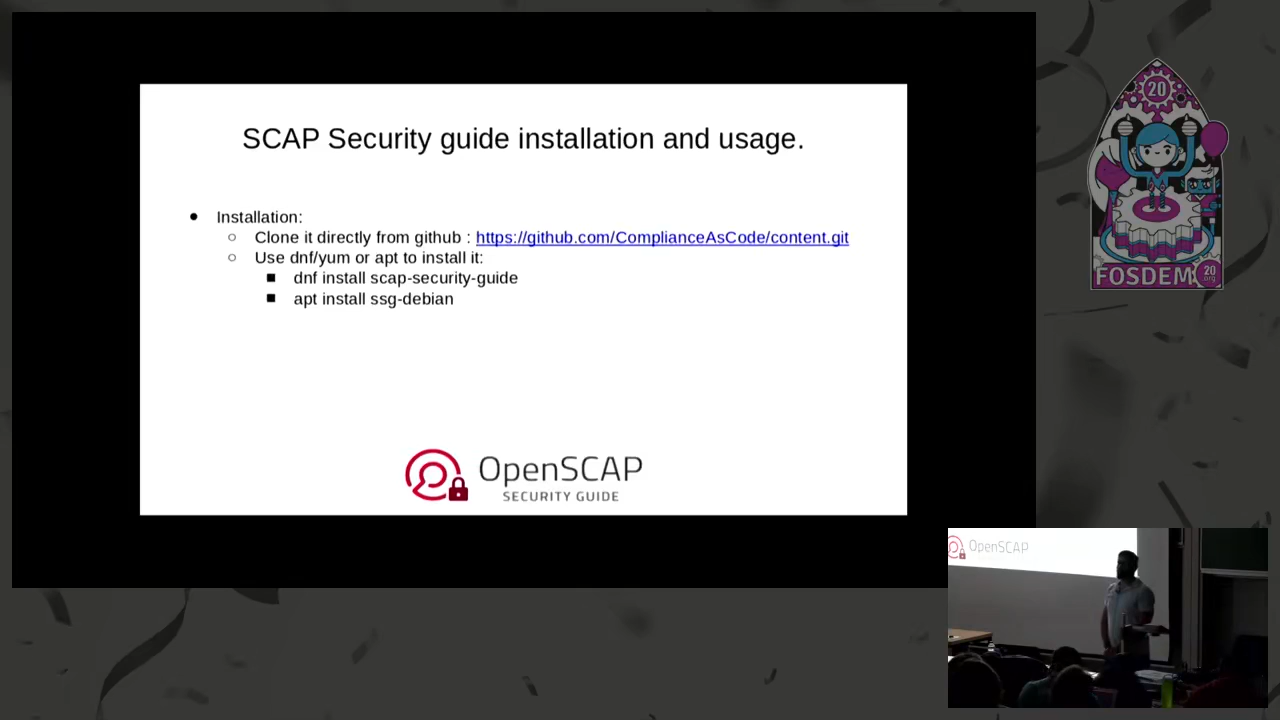 SCAP Security guide installation and usage.
Installation:
Clone it directly from github : https://github.com/ComplianceAsCode/content.git
Use dnf/yum or apt to install it:
dnf install scap-security-guide
apt install ssg-debian
OpenSCAP
SECURITY GUIDE
20
FOSDEM
20
.org
OpenSCAP